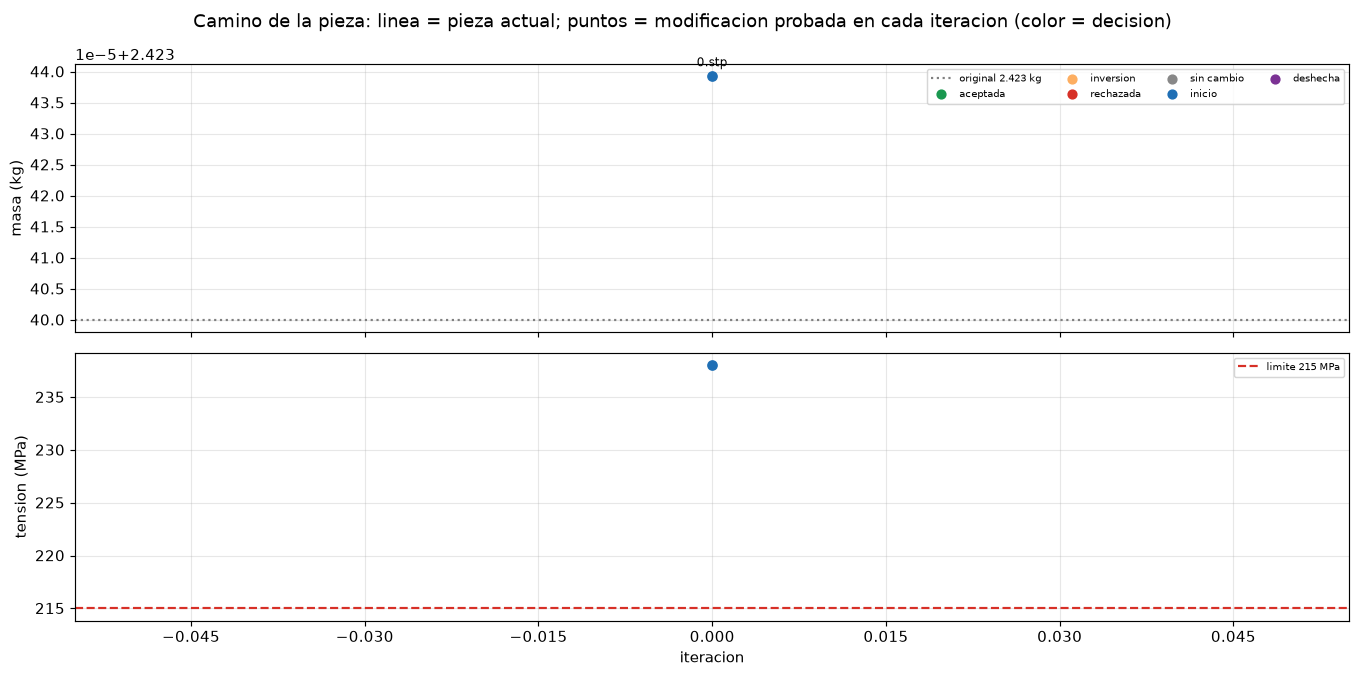 Camino de la pieza: linea = pieza actual; puntos = modificacion probada en cada iteracion (color = decision)
1e−5+2.423
0.stp
44.0
43.5
43.0
42.5
42.0
41.5
41.0
40.5
40.0
masa (kg)
original 2.423 kg
aceptada
inversion
rechazada
sin cambio
inicio
deshecha
235
230
225
220
215
tension (MPa)
limite 215 MPa
−0.045 −0.030 −0.015 0.000 0.015 0.030 0.045
iteracion